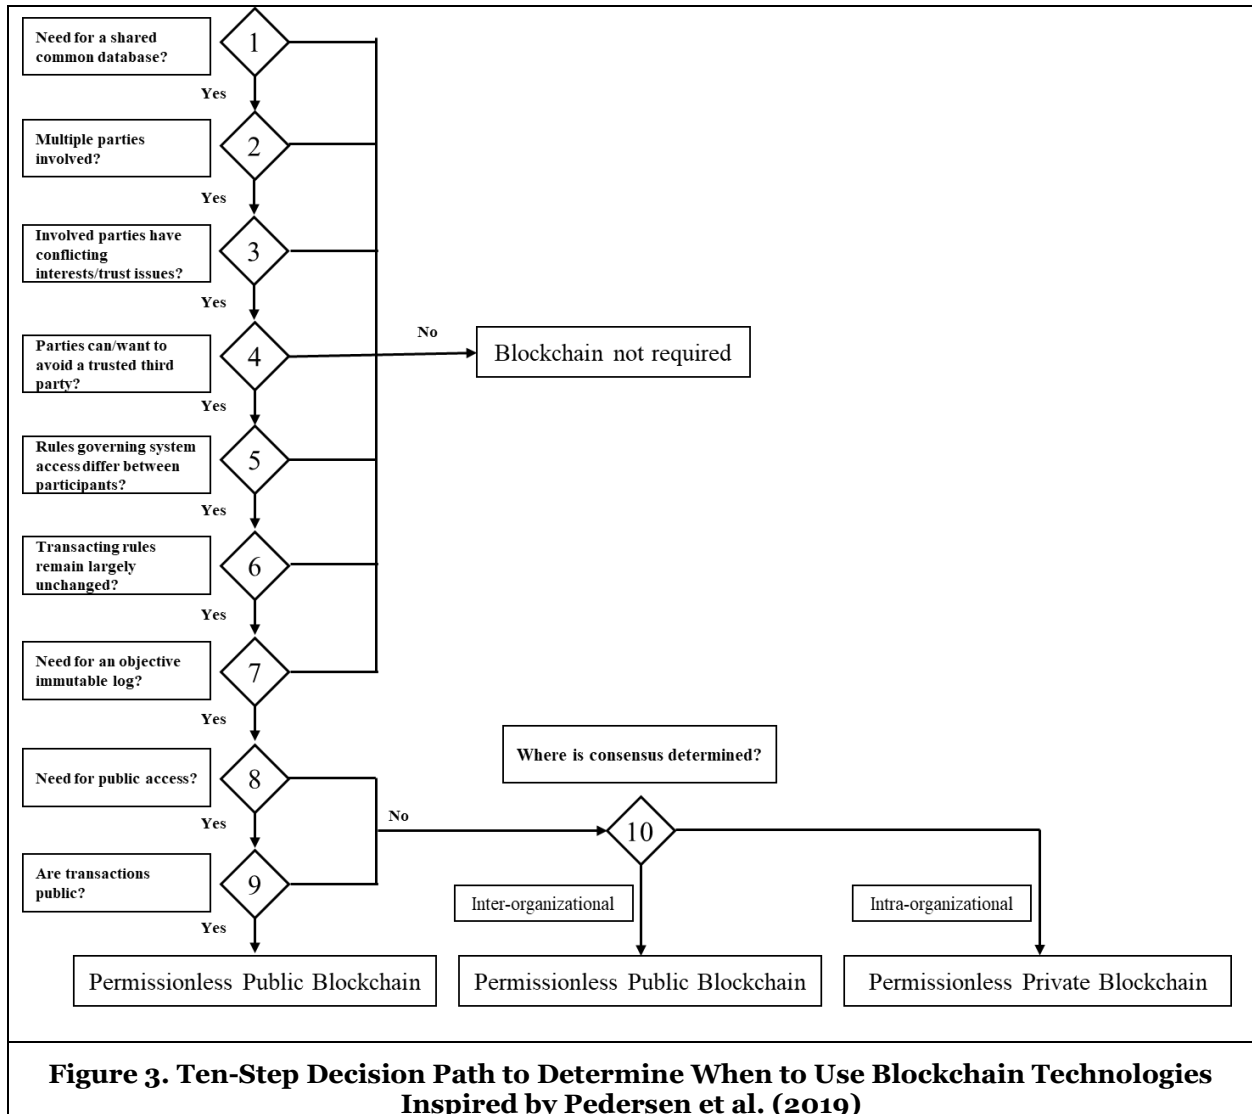 Need for a shared
common database?
1
Yes
Multiple parties
involved?
2
Yes
Involved parties have
conflicting
interests/trust issues?
3
Yes
Parties can/want to
avoid a trusted third
party?
4
No
Blockchain not required
Yes
Rules governing system
access differ between
participants?
5
Yes
Transacting rules
remain largely
unchanged?
6
Yes
Need for an objective
immutable log?
7
Yes
Need for public access?
8
Yes
No
Where is consensus determined?
10
Are transactions
public?
9
Yes
Inter-organizational
Intra-organizational
Permissionless Public Blockchain
Permissionless Public Blockchain
Permissionless Private Blockchain
Figure 3. Ten-Step Decision Path to Determine When to Use Blockchain Technologies
Inspired by Pedersen et al. (2019)